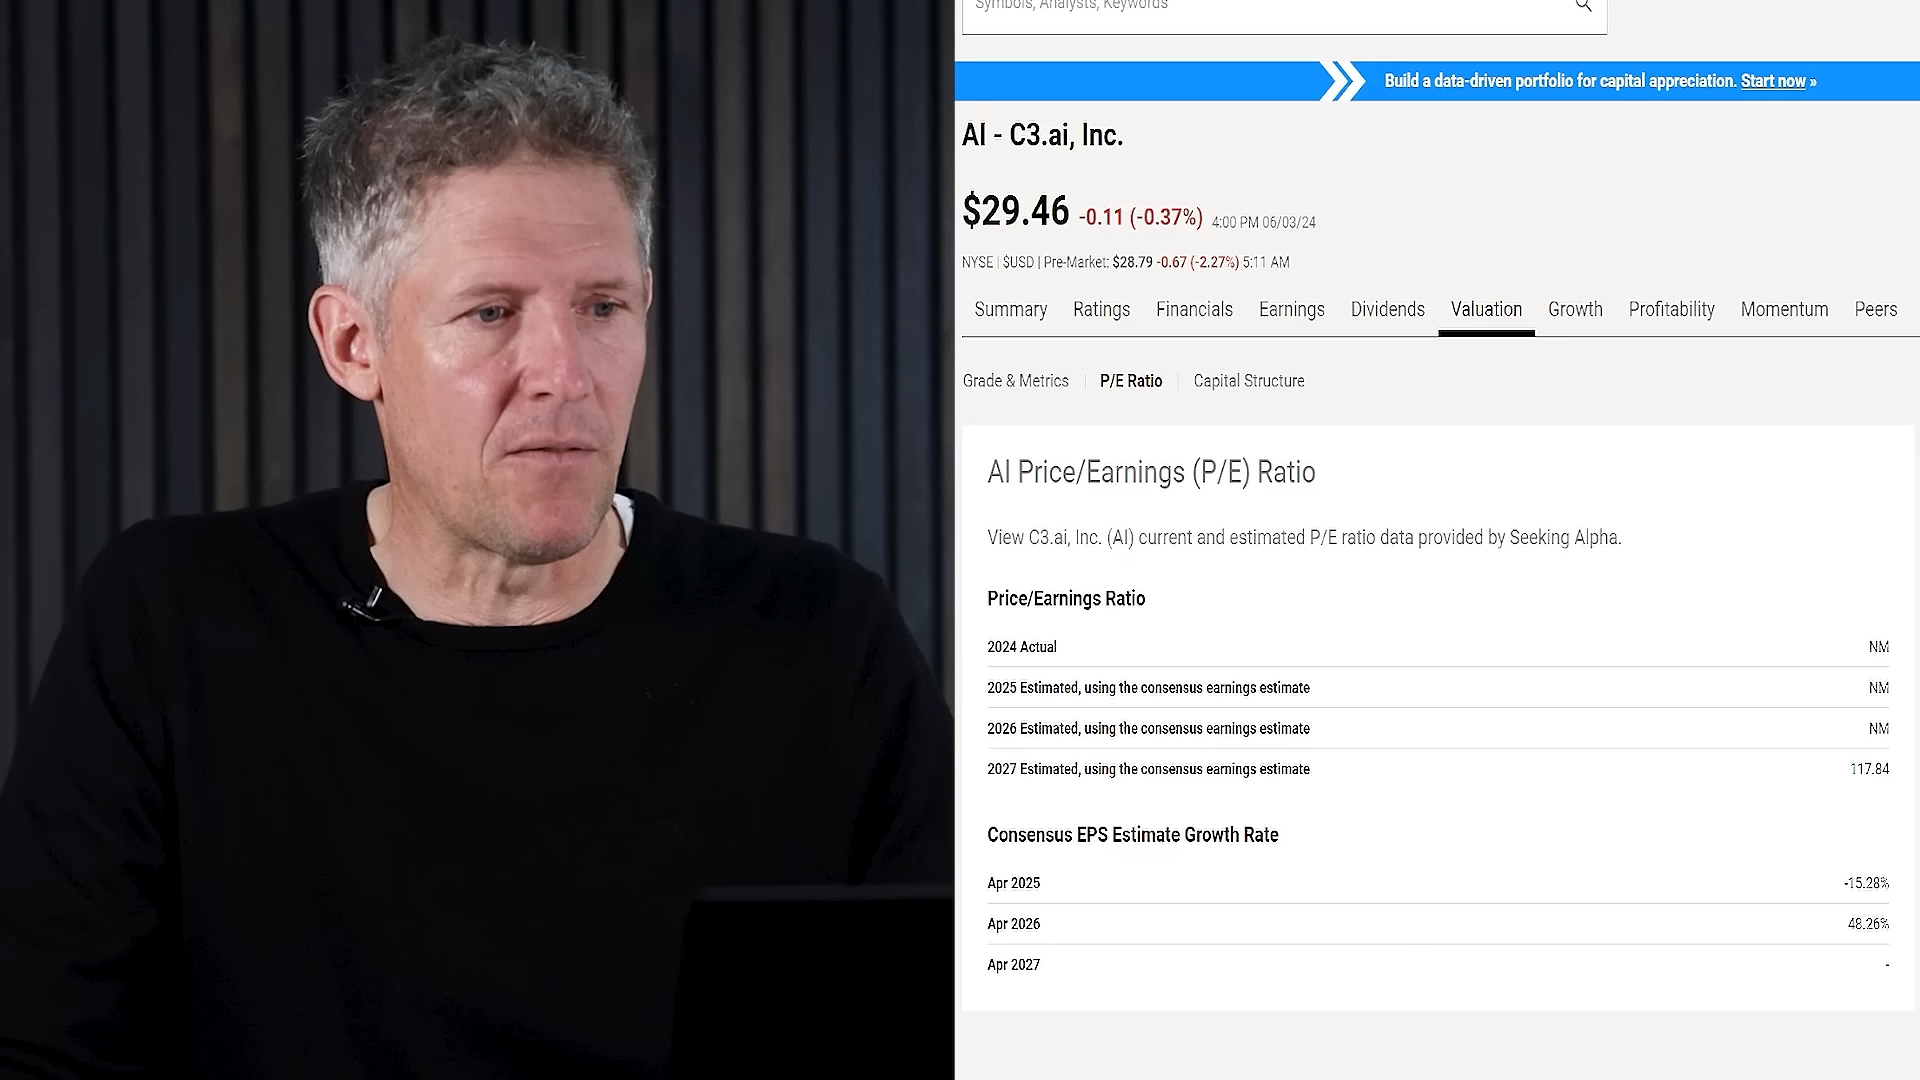 Symbols, Analysts, Keywords
Build a data-driven portfolio for capital appreciation. Start now »
AI - C3.ai, Inc.
$29.46 -0.11 (-0.37%) 4:00 PM 06/03/24
NYSE | $USD | Pre-Market: $28.79 -0.67 (-2.27%) 5:11 AM
Summary Ratings Financials Earnings Dividends Valuation Growth Profitability Momentum Peers
Grade & Metrics P/E Ratio Capital Structure
AI Price/Earnings (P/E) Ratio
View C3.ai, Inc. (AI) current and estimated P/E ratio data provided by Seeking Alpha.
Price/Earnings Ratio
2024 Actual NM
2025 Estimated, using the consensus earnings estimate NM
2026 Estimated, using the consensus earnings estimate NM
2027 Estimated, using the consensus earnings estimate 117.84
Consensus EPS Estimate Growth Rate
Apr 2025 -15.28%
Apr 2026 48.26%
Apr 2027 -